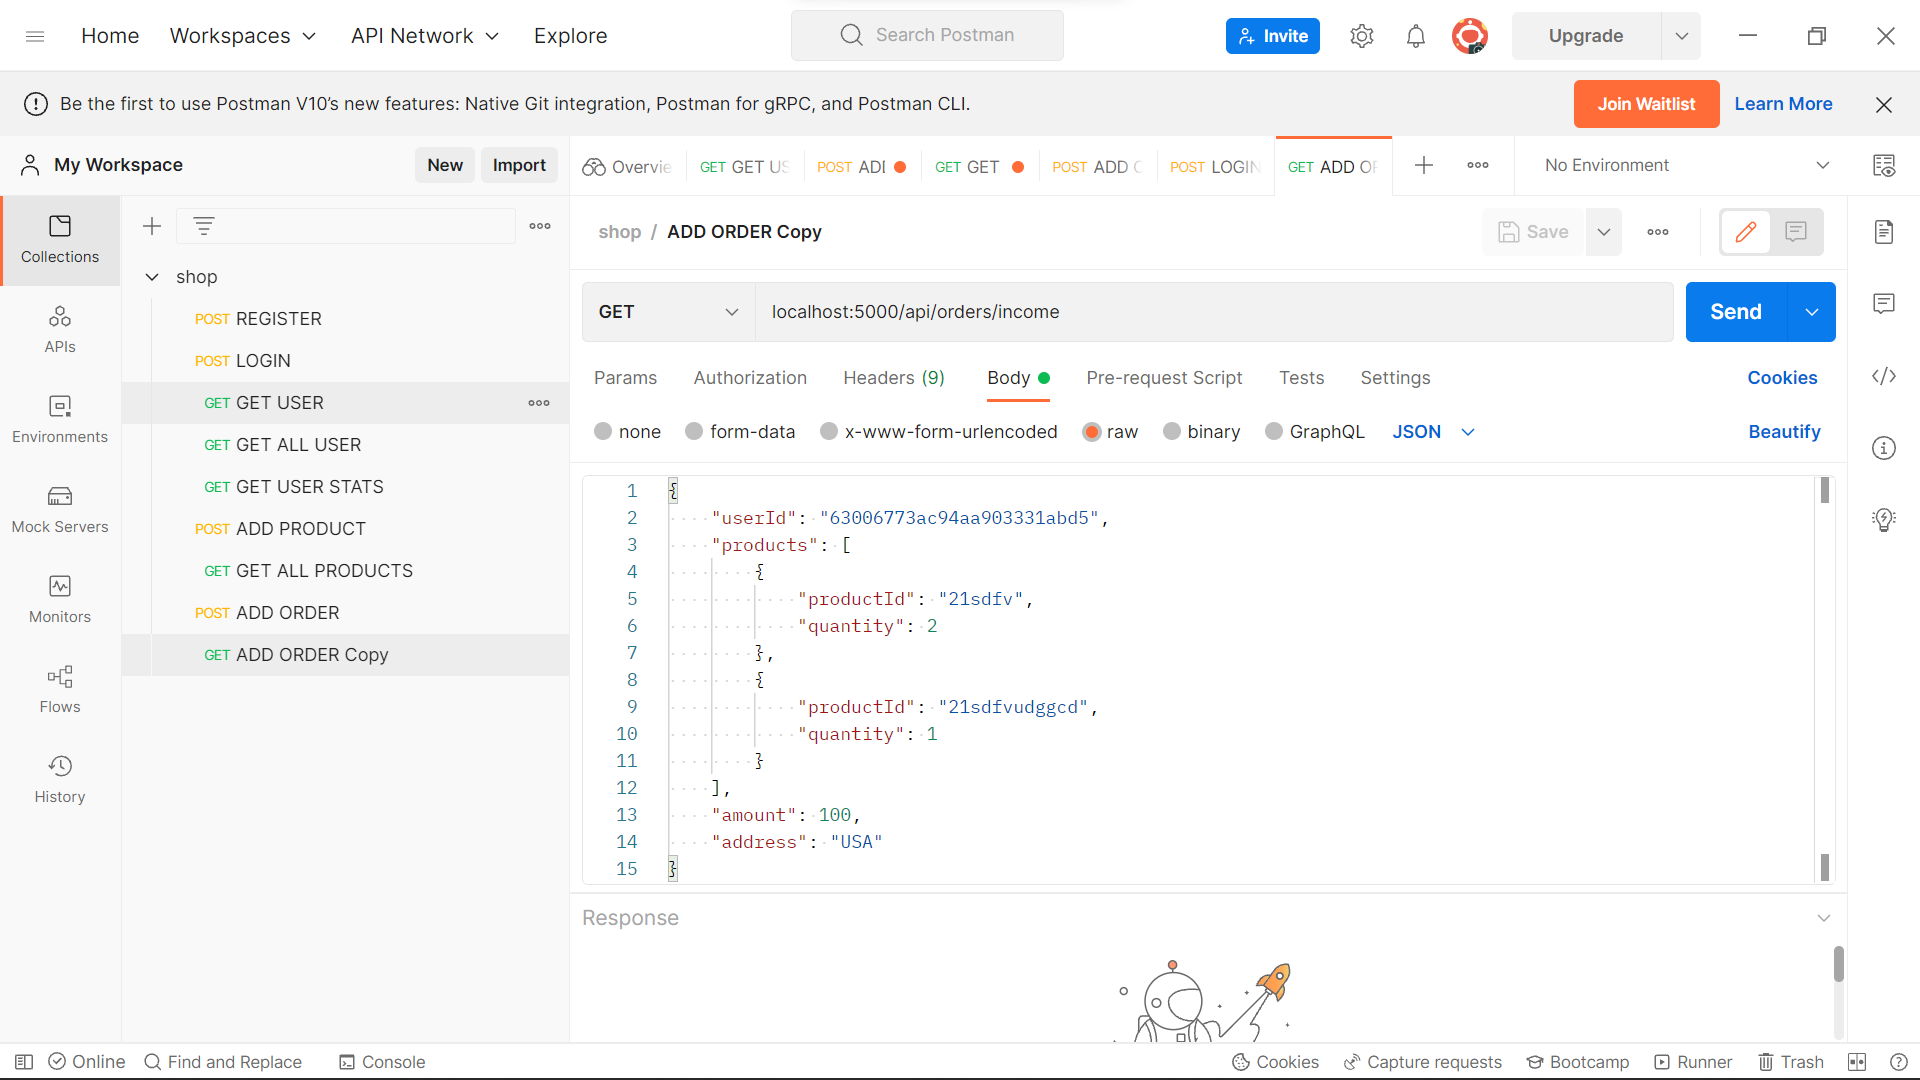 Home Workspaces API Network Explore Search Postman Invite Upgrade
Be the first to use Postman V10’s new features: Native Git integration, Postman for gRPC, and Postman CLI. Join Waitlist Learn More
My Workspace New Import
Overvie GET GET US POST ADI GET GET POST ADD C POST LOGIN GET ADD OF No Environment
Collections
APIs
Environments
Mock Servers
Monitors
Flows
History
shop
POST REGISTER
POST LOGIN
GET GET USER
GET GET ALL USER
GET GET USER STATS
POST ADD PRODUCT
GET GET ALL PRODUCTS
POST ADD ORDER
GET ADD ORDER Copy
shop / ADD ORDER Copy Save
GET localhost:5000/api/orders/income Send
Params Authorization Headers (9) Body Pre-request Script Tests Settings Cookies
none form-data x-www-form-urlencoded raw binary GraphQL JSON Beautify
1 {
2 "userId": "63006773ac94aa903331abd5",
3 "products": [
4 {
5 "productId": "21sdfv",
6 "quantity": 2
7 },
8 {
9 "productId": "21sdfvudggcd",
10 "quantity": 1
11 }
12 ],
13 "amount": 100,
14 "address": "USA"
15 }
Response
Online Find and Replace Console Cookies Capture requests Bootcamp Runner Trash